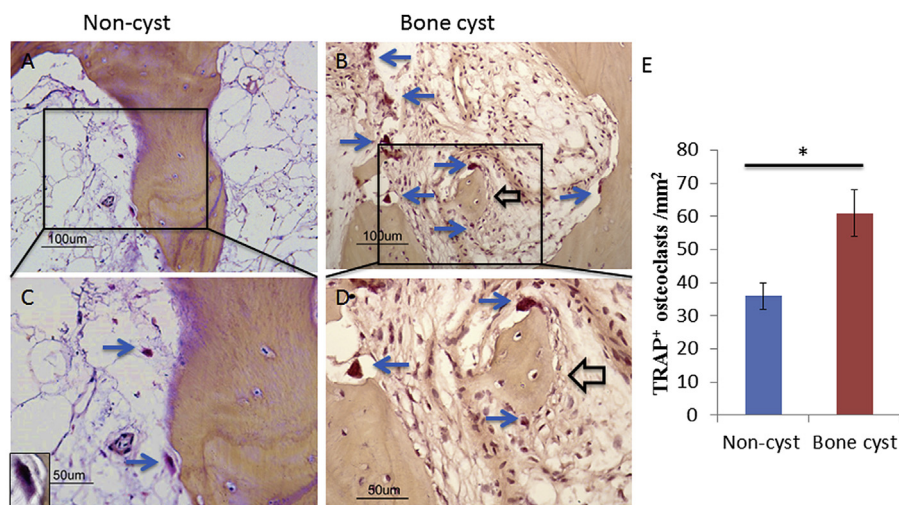 Non-cyst
Bone cyst
A
B
E
100um
100um
C
D
50um
50um
TRAP+ osteoclasts /mm²
80
70
60
50
40
30
20
10
0
*
Non-cyst
Bone cyst